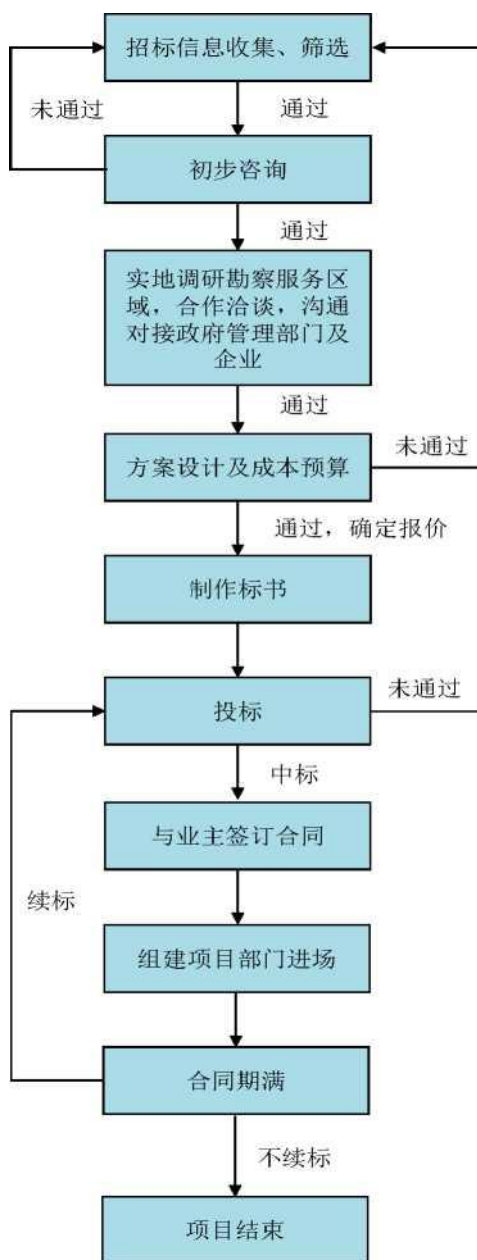 招标信息收集、筛选
未通过
通过
初步咨询
通过
实地调研勘察服务区
域，合作洽谈，沟通
对接政府管理部门及
企业
通过
方案设计及成本预算
未通过
通过，确定报价
制作标书
未通过
投标
中标
与业主签订合同
续标
组建项目部门进场
合同期满
不续标
项目结束